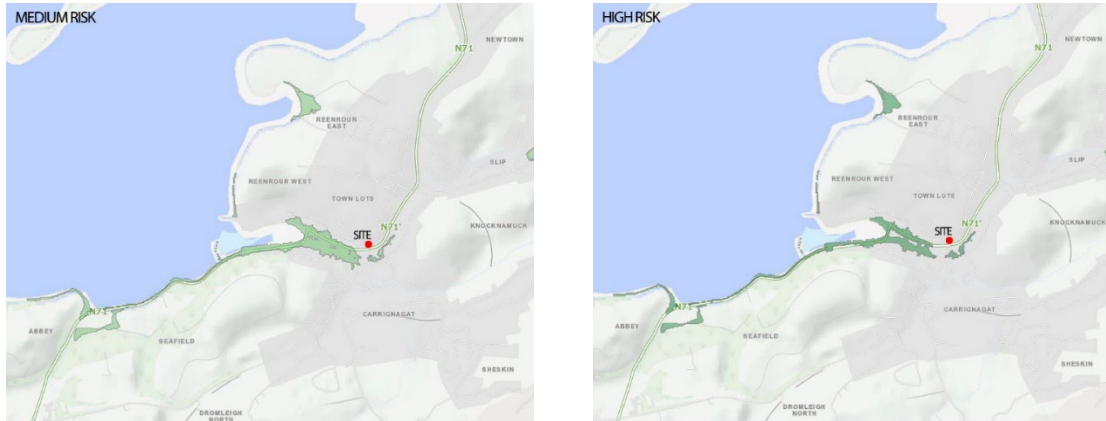 MEDIUM RISK
N71
NEWTOWN
REENROUR
EAST
SLIP
REENROUR WEST
TOWN LOTS
KNOCKNAMUCK
SITE
N71
CARRIGNAGAT
N71
ABBEY
SEAFIELD
SHESKIN
DROMLEIGH
NORTH
HIGH RISK
N71
NEWTOWN
REENROUR
EAST
SLIP
REENROUR WEST
TOWN LOTS
KNOCKNAMUCK
SITE
N71
CARRIGNAGAT
N71
ABBEY
SEAFIELD
SHESKIN
DROMLEIGH
NORTH